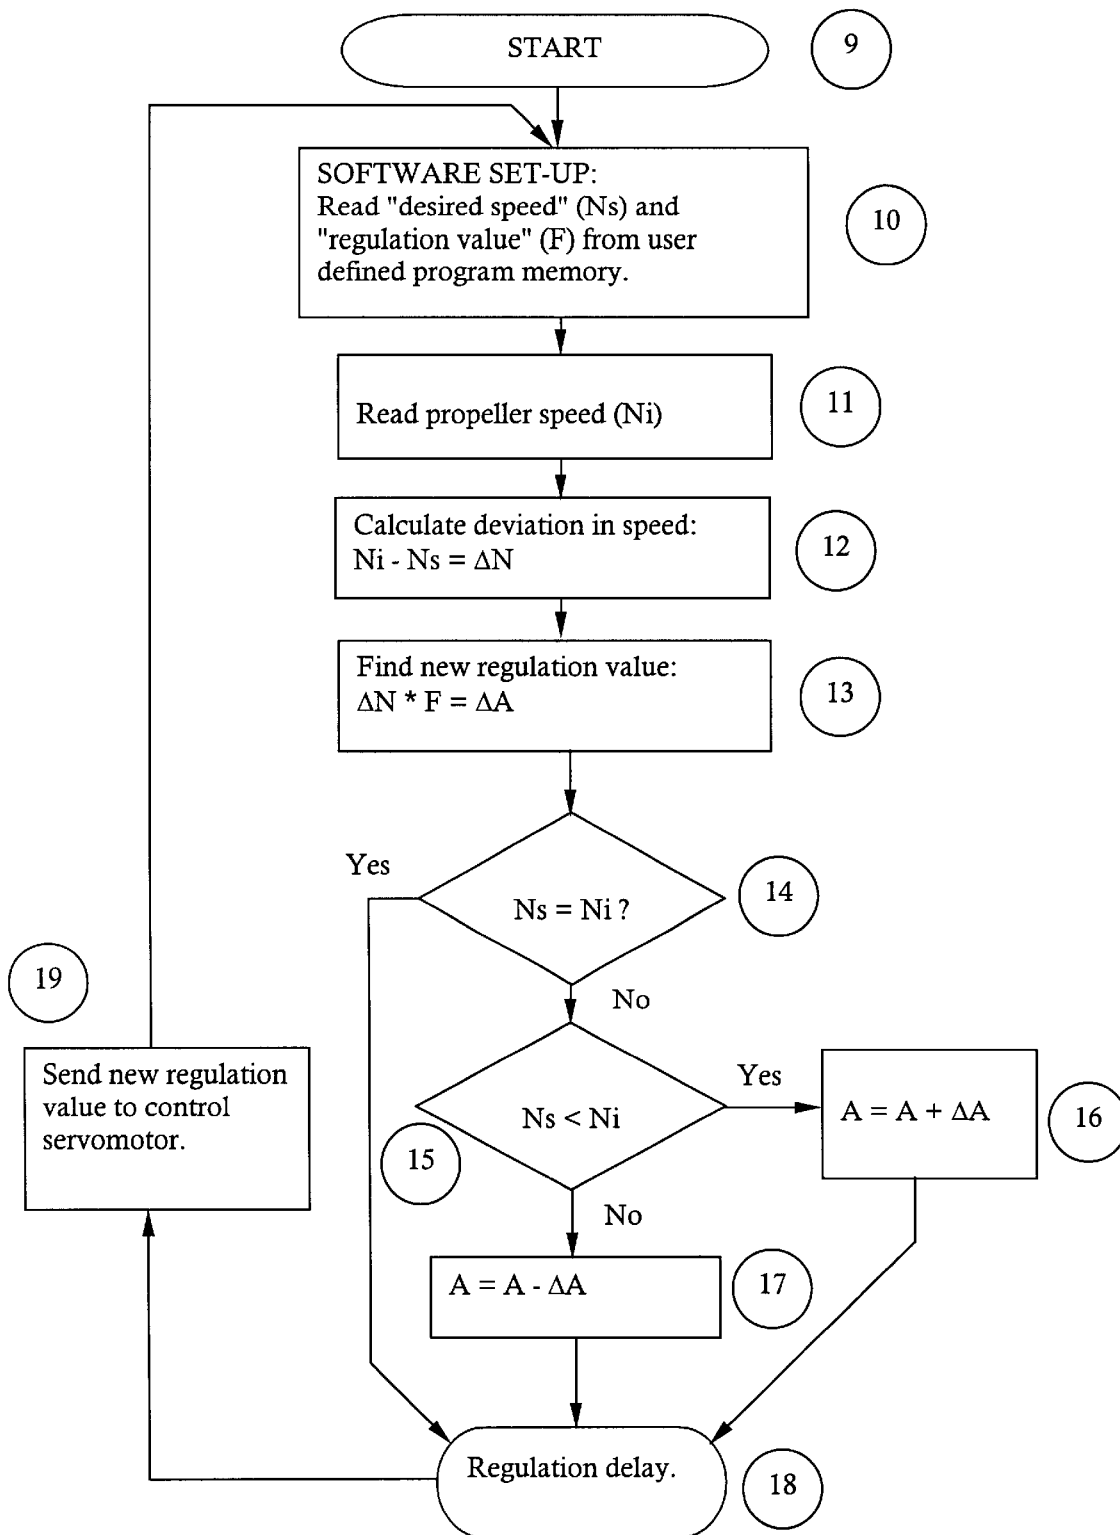 START
9
SOFTWARE SET-UP:
Read "desired speed" (Ns) and
"regulation value" (F) from user
defined program memory.
10
Read propeller speed (Ni)
11
Calculate deviation in speed:
Ni - Ns = ΔN
12
Find new regulation value:
ΔN * F = ΔA
13
Yes
Ns = Ni ?
14
No
19
Send new regulation
value to control
servomotor.
Ns < Ni
15
Yes
A = A + ΔA
16
No
A = A - ΔA
17
Regulation delay.
18